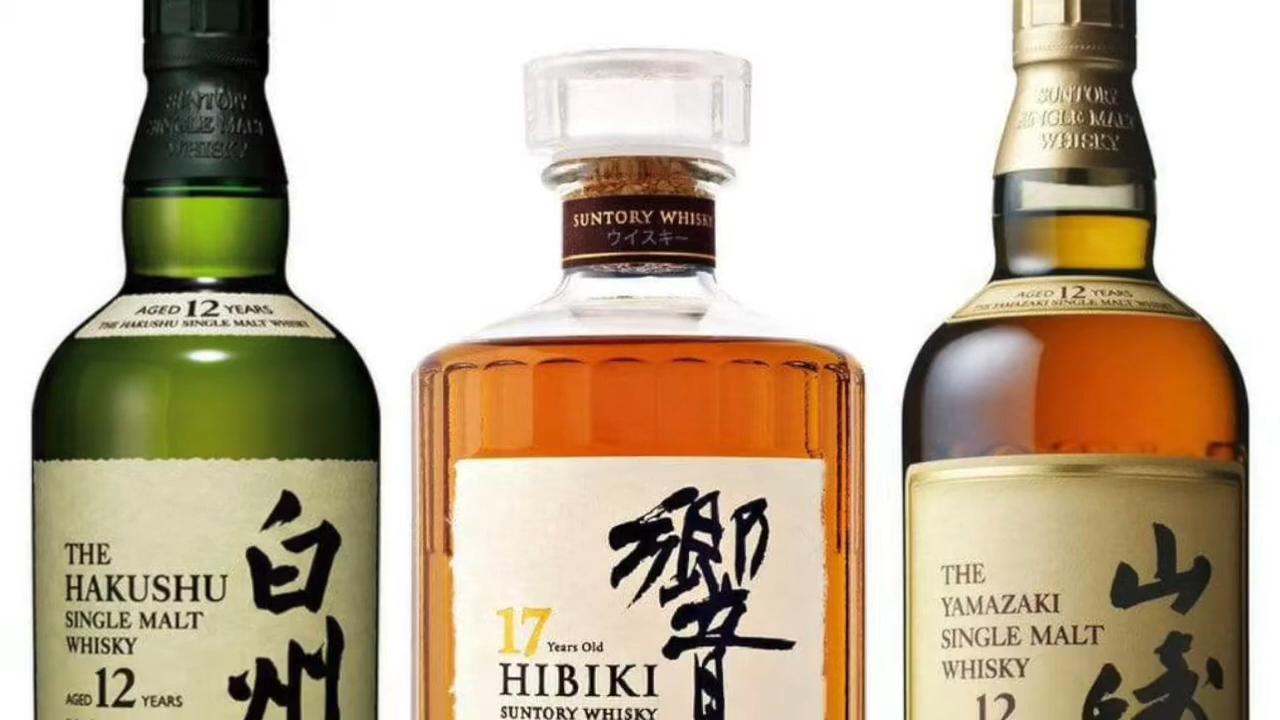 SUNTORY
SINGLE MALT
WHISKY
AGED 12 YEARS
THE HAKUSHU SINGLE MALT WHISKY
THE
HAKUSHU
SINGLE MALT
WHISKY
AGED 12 YEARS
白州
SUNTORY WHISKY
ウイスキー
17 Years Old
HIBIKI
SUNTORY WHISKY
響
SUNTORY
SINGLE MALT
WHISKY
AGED 12 YEARS
THE YAMAZAKI SINGLE MALT WHISKY
THE
YAMAZAKI
SINGLE MALT
WHISKY
12
山崎